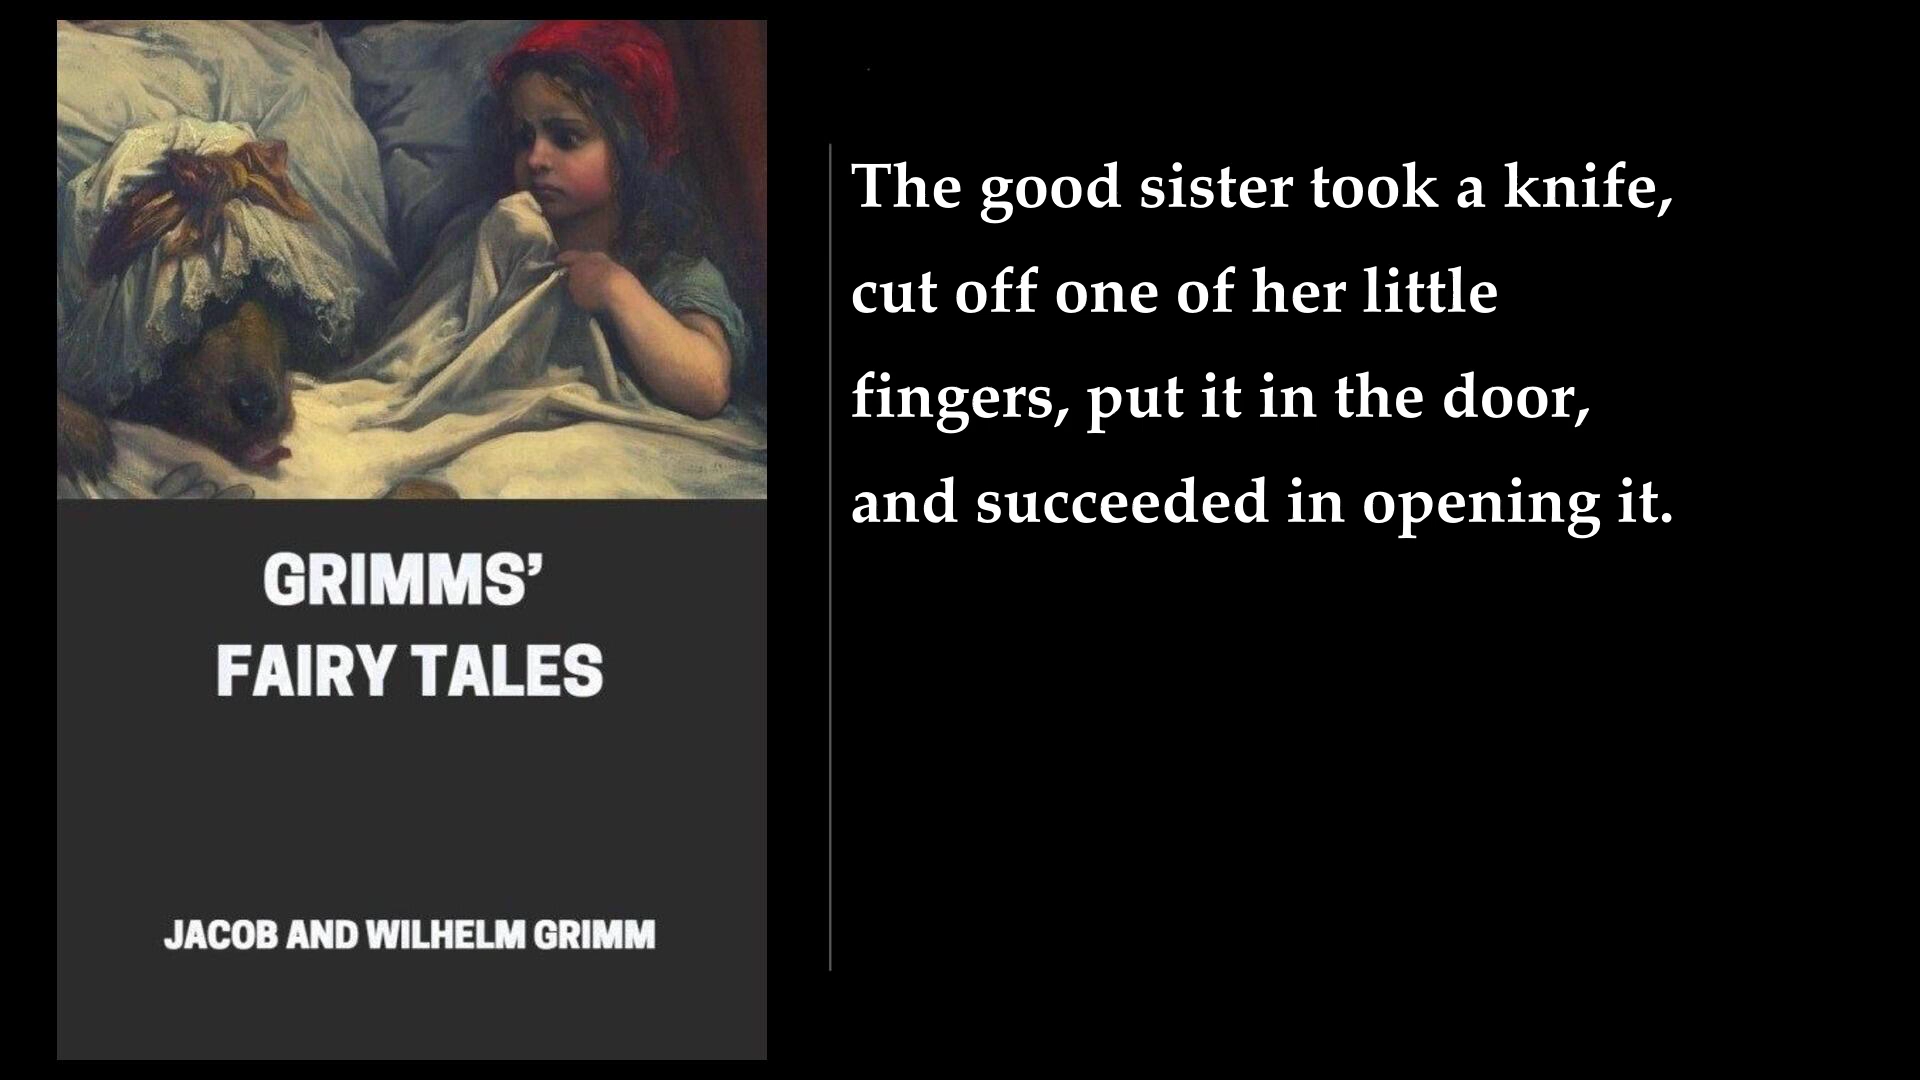 GRIMMS’
FAIRY TALES
JACOB AND WILHELM GRIMM
The good sister took a knife,
cut off one of her little
fingers, put it in the door,
and succeeded in opening it.